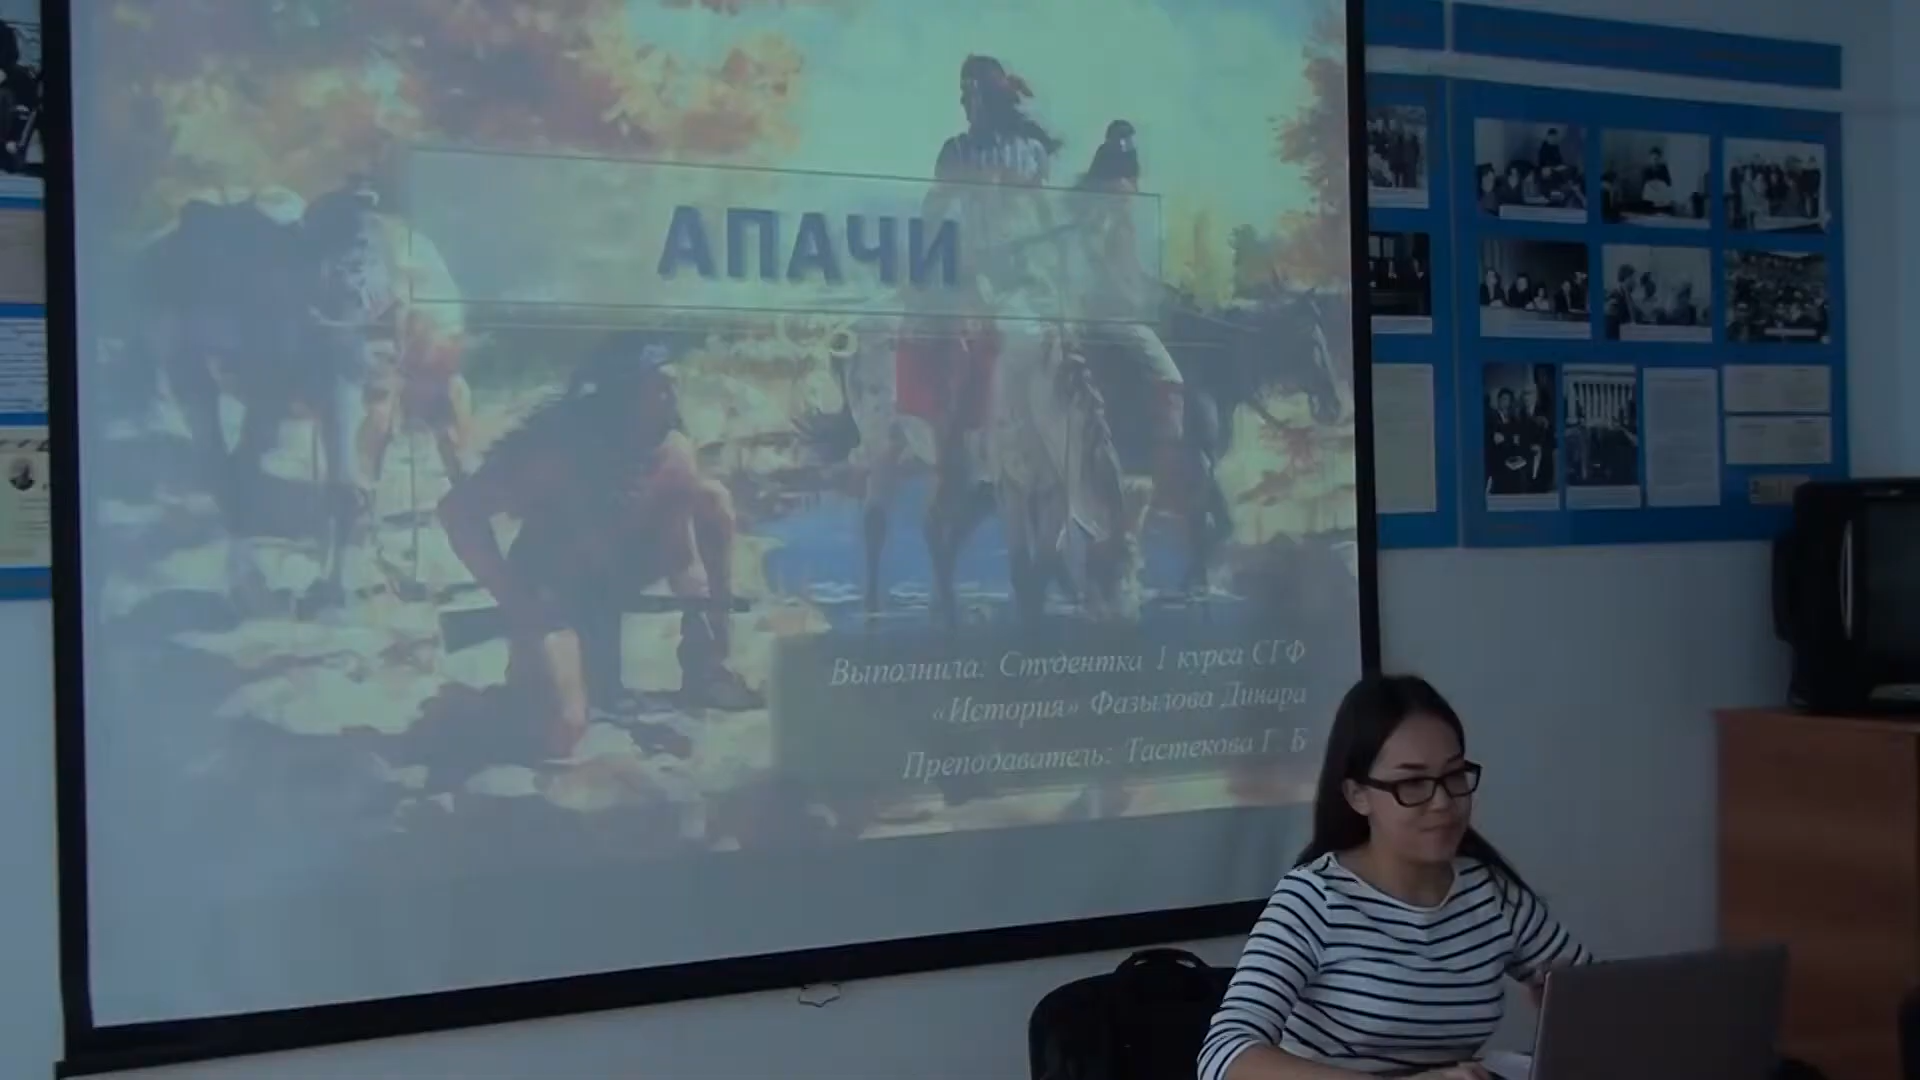 АПАЧИ
Выполнила: Студентка 1 курса СГФ
«История» Фазылова Динара
Преподаватель: Тастекова Г. Б